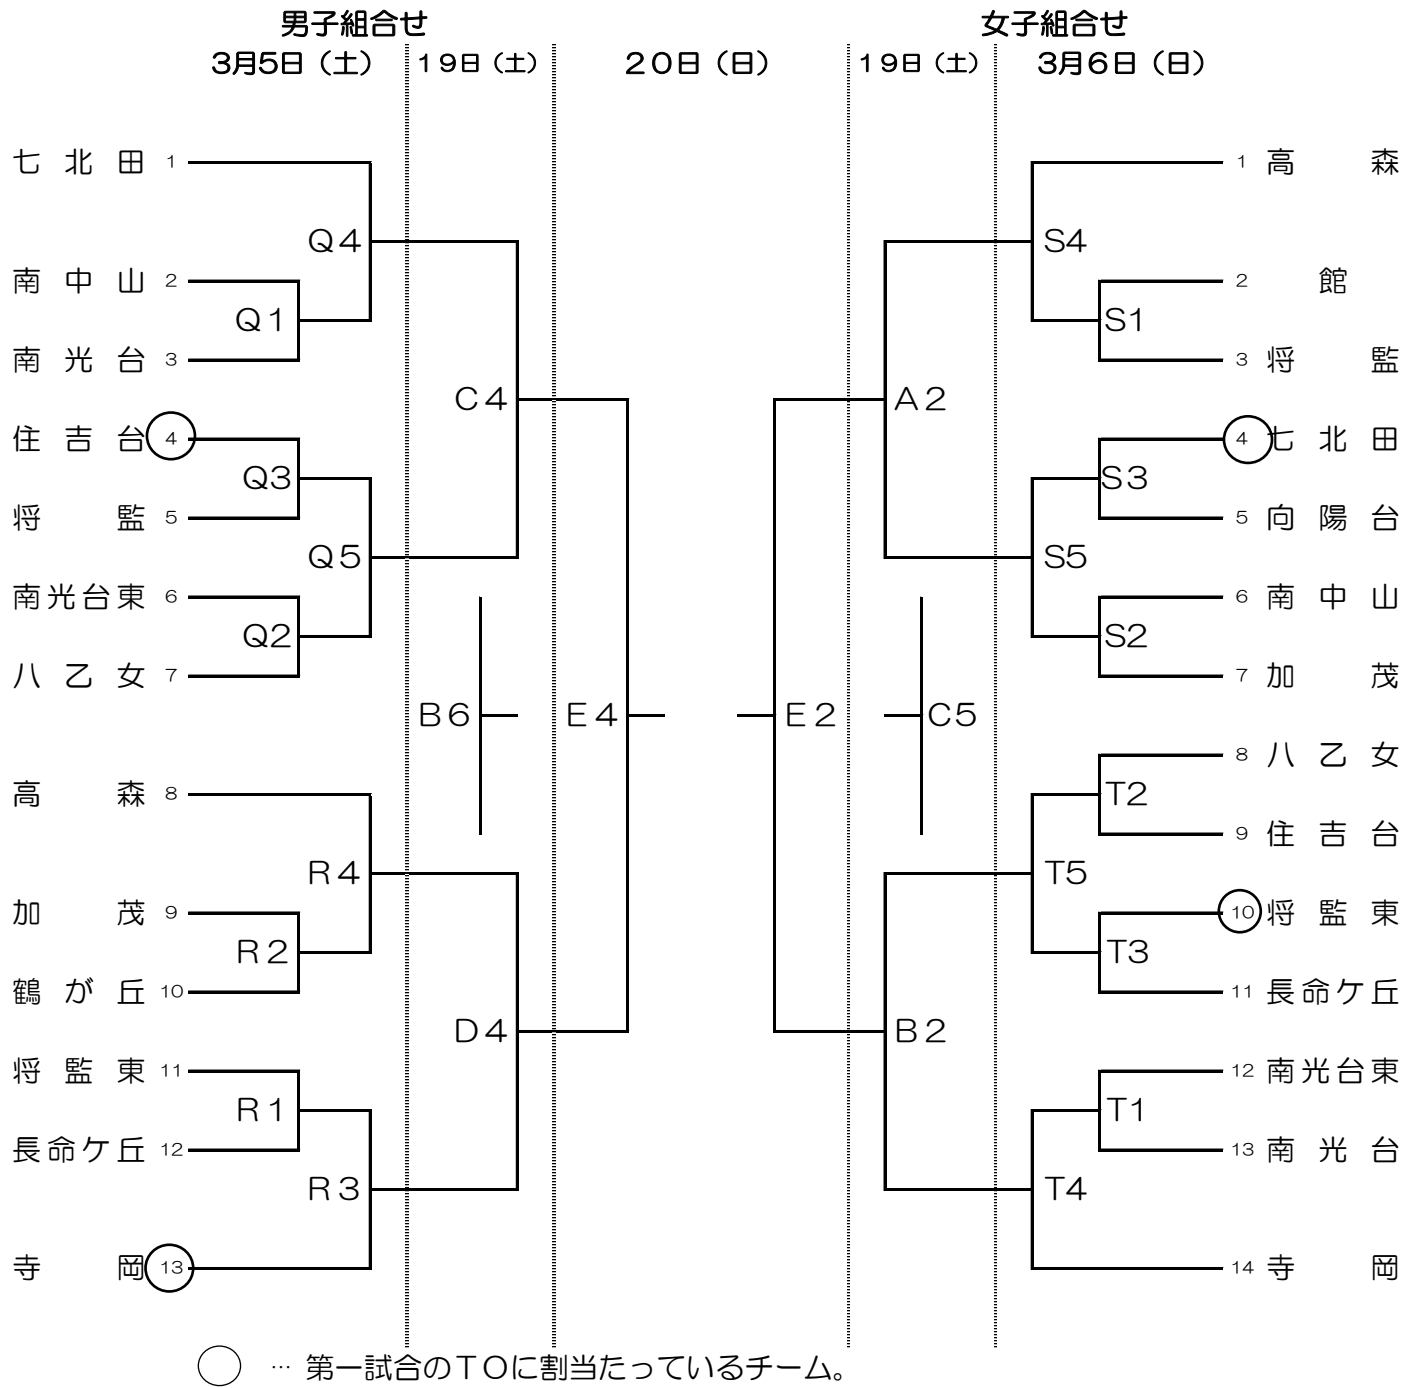 男子組合せ 女子組合せ
3月5日（土） 19日（土） 20日（日） 19日（土） 3月6日（日）
七北田 1 1 高森
Q4 S4
南中山 2 2 館
Q1 S1
南光台 3 3 将監
C4 A2
住吉台 4 4 七北田
Q3 S3
将監 5 5 向陽台
Q5 S5
南光台東 6 6 南中山
Q2 S2
八乙女 7 7 加茂
B6 E4 E2 C5
8 八乙女
高森 8 T2
9 住吉台
R4 T5
加茂 9 10 将監東
R2 T3
鶴が丘 10 11 長命ケ丘
D4 B2
将監東 11 12 南光台東
R1 T1
長命ケ丘 12 13 南光台
R3 T4
寺岡 13 14 寺岡
… 第一試合のTOに割当たっているチーム。